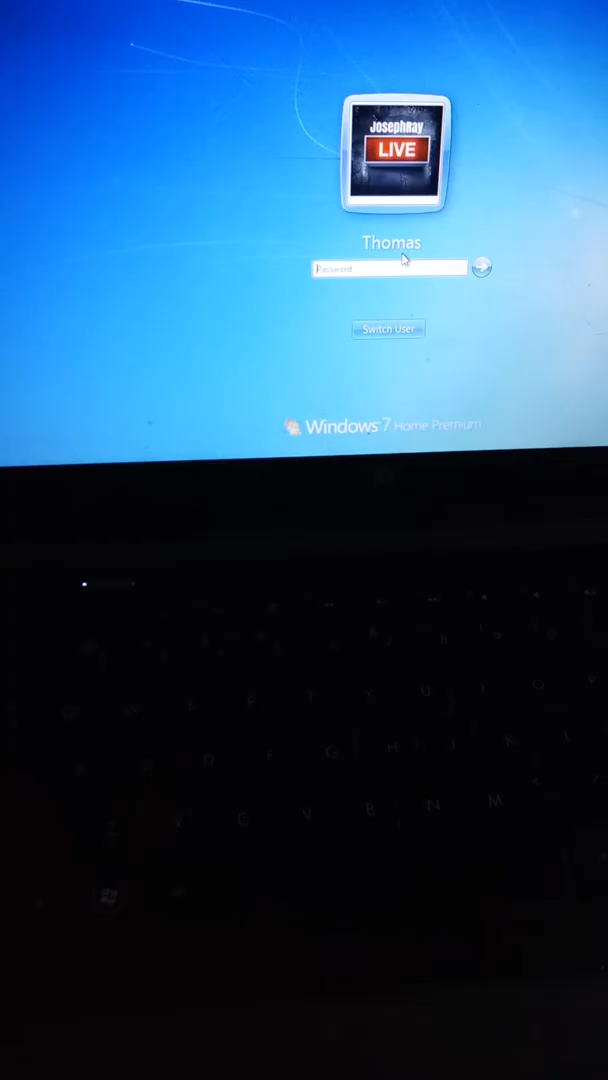 JosephRay
LIVE
Thomas
Password
Switch User
Windows 7 Home Premium
T Y U I O
F G H J K L
X C V B N M